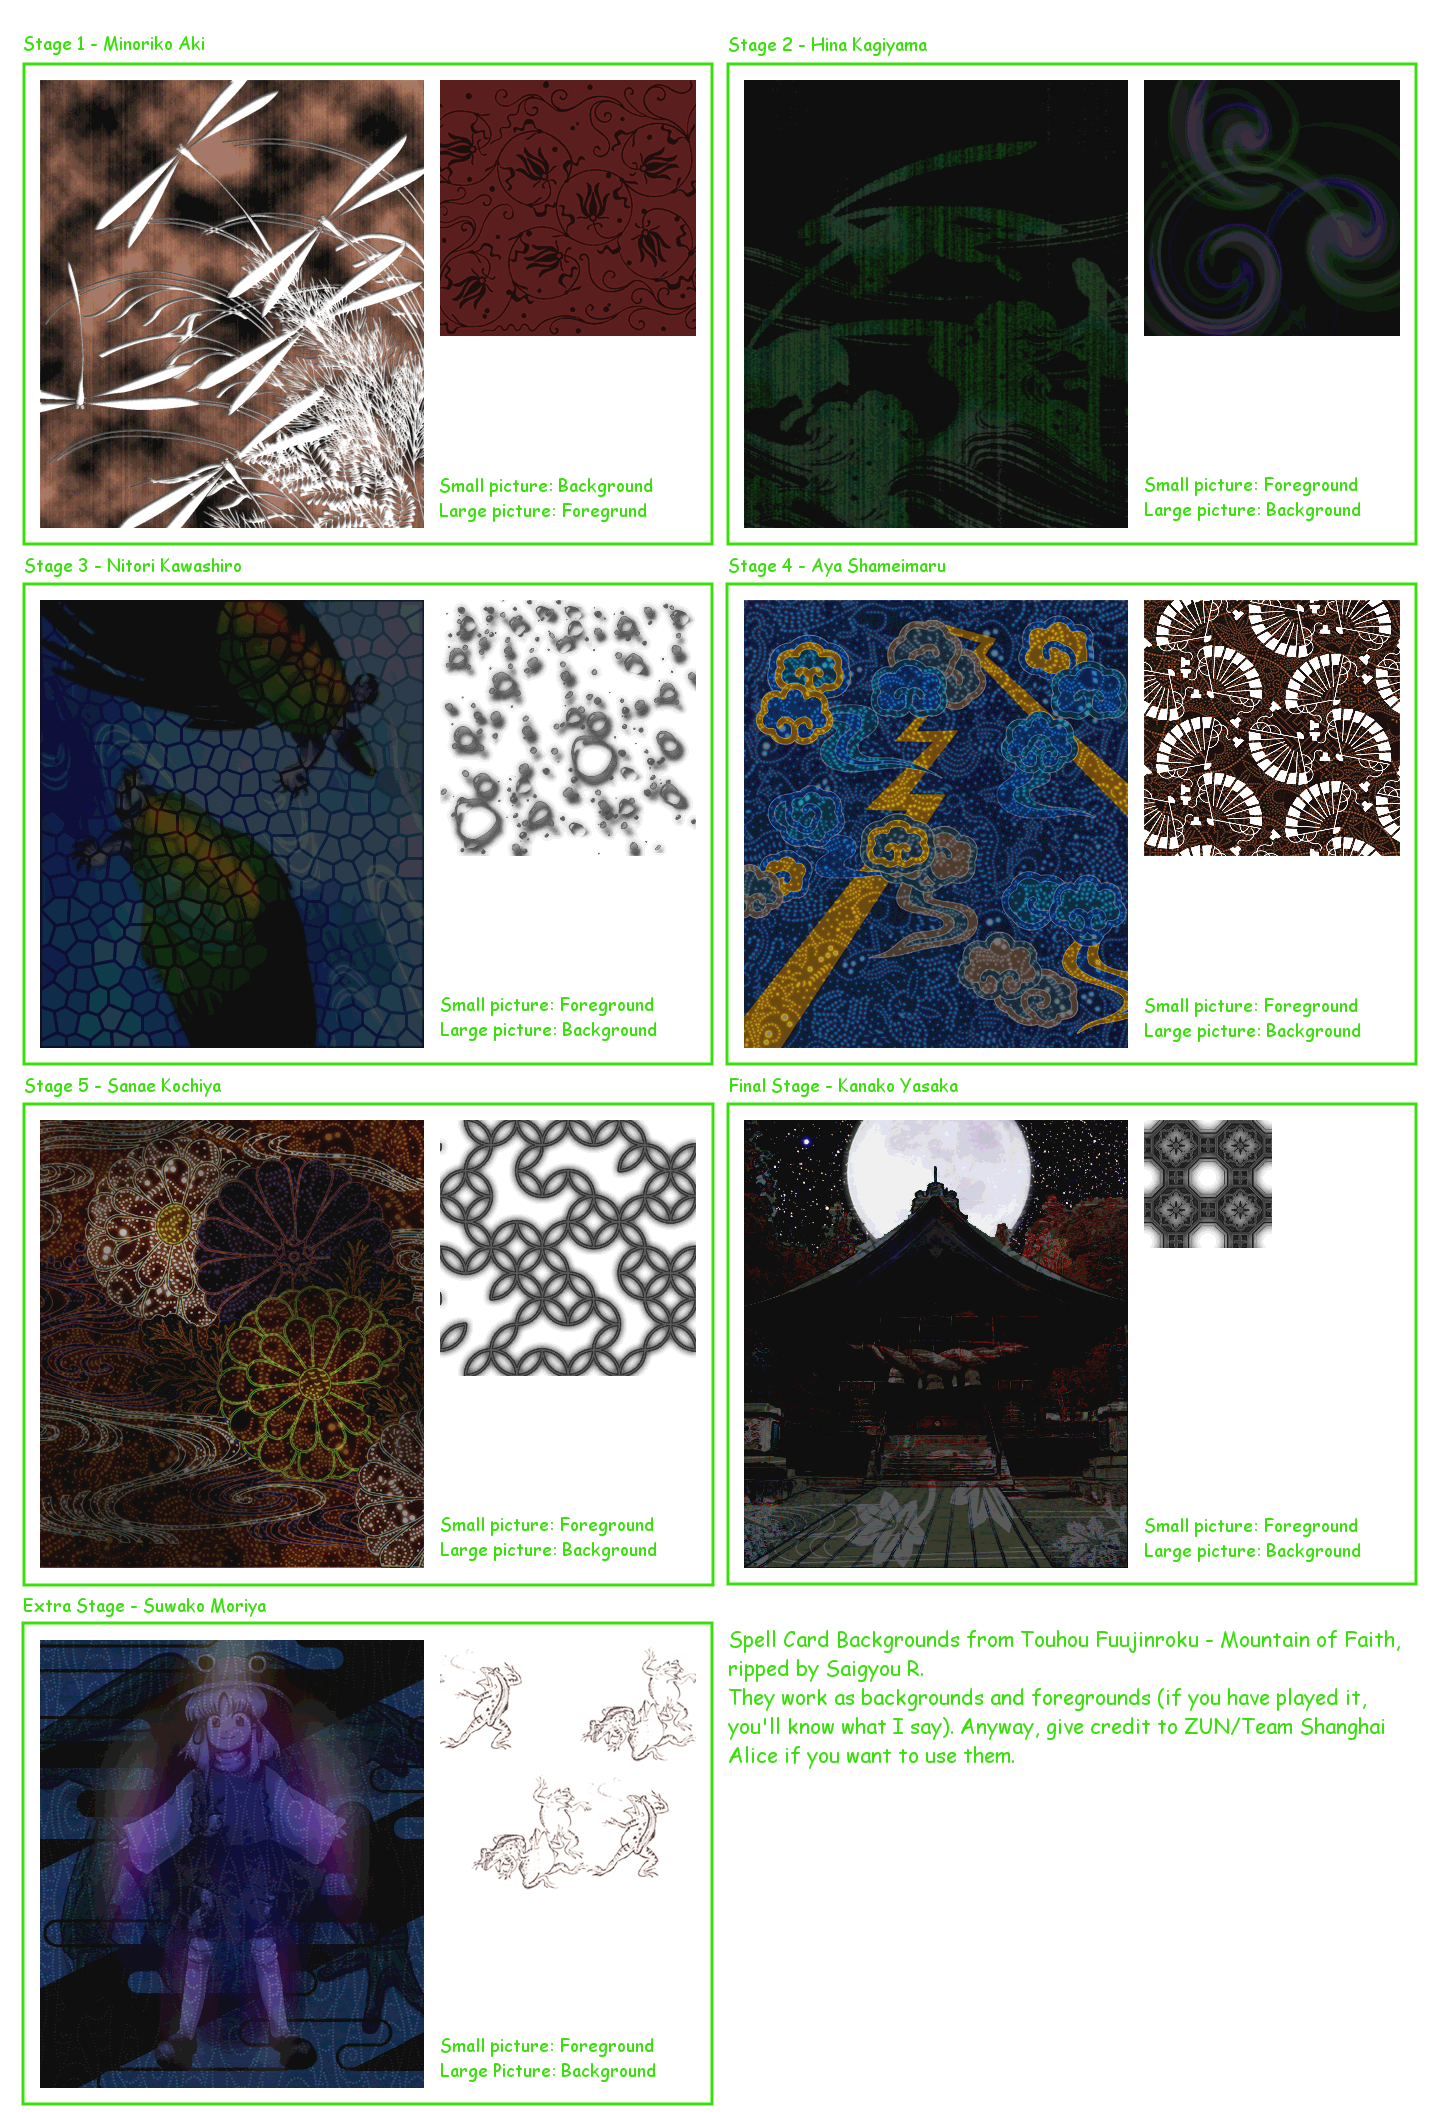 Stage 1 - Minoriko Aki
Stage 2 - Hina Kagiyama
Small picture: Background
Large picture: Foregrund
Small picture: Foreground
Large picture: Background
Stage 3 - Nitori Kawashiro
Stage 4 - Aya Shameimaru
Small picture: Foreground
Large picture: Background
Small picture: Foreground
Large picture: Background
Stage 5 - Sanae Kochiya
Final Stage - Kanako Yasaka
Small picture: Foreground
Large picture: Background
Small picture: Foreground
Large picture: Background
Extra Stage - Suwako Moriya
Small picture: Foreground
Large Picture: Background
Spell Card Backgrounds from Touhou Fuujinroku - Mountain of Faith,
ripped by Saigyou R.
They work as backgrounds and foregrounds (if you have played it,
you'll know what I say). Anyway, give credit to ZUN/Team Shanghai
Alice if you want to use them.